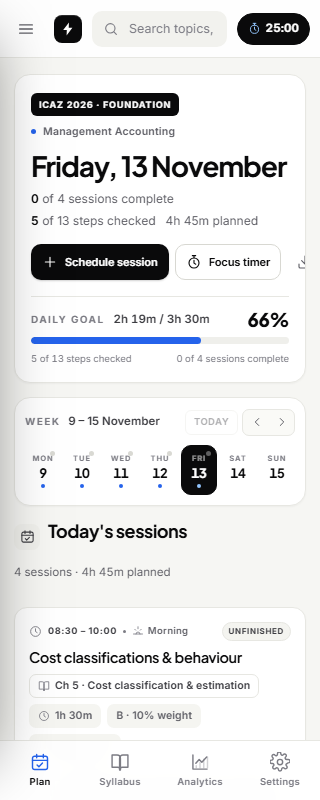 Search topics,
25:00
ICAZ 2026 · FOUNDATION
Management Accounting
Friday, 13 November
0 of 4 sessions complete
5 of 13 steps checked 4h 45m planned
Schedule session
Focus timer
DAILY GOAL 2h 19m / 3h 30m 66%
5 of 13 steps checked 0 of 4 sessions complete
WEEK 9 – 15 November TODAY
MON TUE WED THU FRI SAT SUN
9 10 11 12 13 14 15
Today's sessions
4 sessions · 4h 45m planned
08:30 – 10:00 • Morning UNFINISHED
Cost classifications & behaviour
Ch 5 · Cost classification & estimation
1h 30m B · 10% weight
Plan Syllabus Analytics Settings